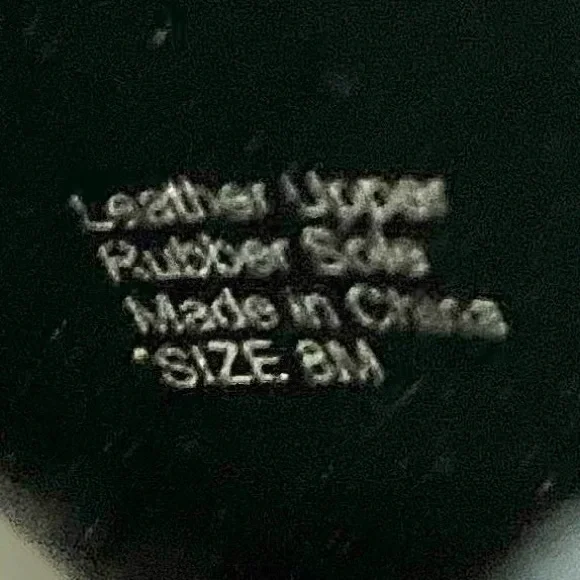 Leather Upper
Rubber Sole
Made in China
SIZE. 8M